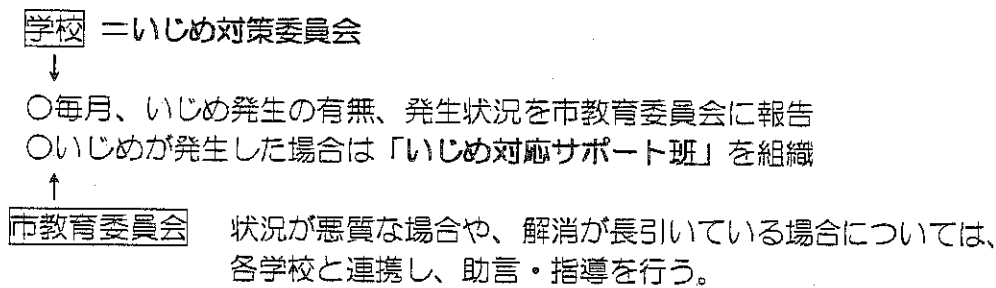 学校 =いじめ対策委員会
↓
○毎月、いじめ発生の有無、発生状況を市教育委員会に報告
○いじめが発生した場合は「いじめ対応サポート班」を組織
↑
市教育委員会 状況が悪質な場合や、解消が長引いている場合については、
各学校と連携し、助言・指導を行う。